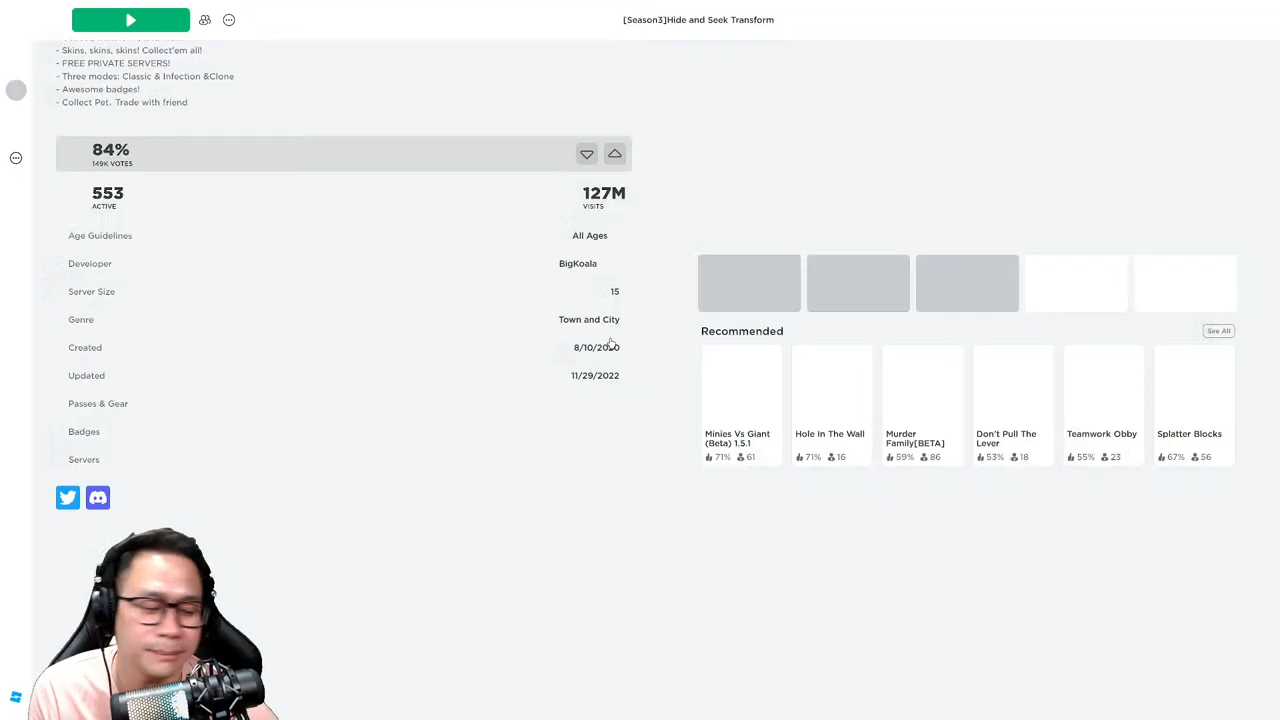 [Season3]Hide and Seek Transform
- Skins, skins, skins! Collect'em all!
- FREE PRIVATE SERVERS!
- Three modes: Classic & Infection &Clone
- Awesome badges!
- Collect Pet. Trade with friend
84%
149K VOTES
553
ACTIVE
127M
VISITS
Age Guidelines All Ages
Developer BigKoala
Server Size 15
Genre Town and City
Created 8/10/2020
Updated 11/29/2022
Passes & Gear
Badges
Servers
Recommended
See All
Minies Vs Giant
(Beta) 1.5.1
71% 61
Hole In The Wall
71% 16
Murder
Family[BETA]
59% 86
Don't Pull The
Lever
53% 18
Teamwork Obby
55% 23
Splatter Blocks
67% 56